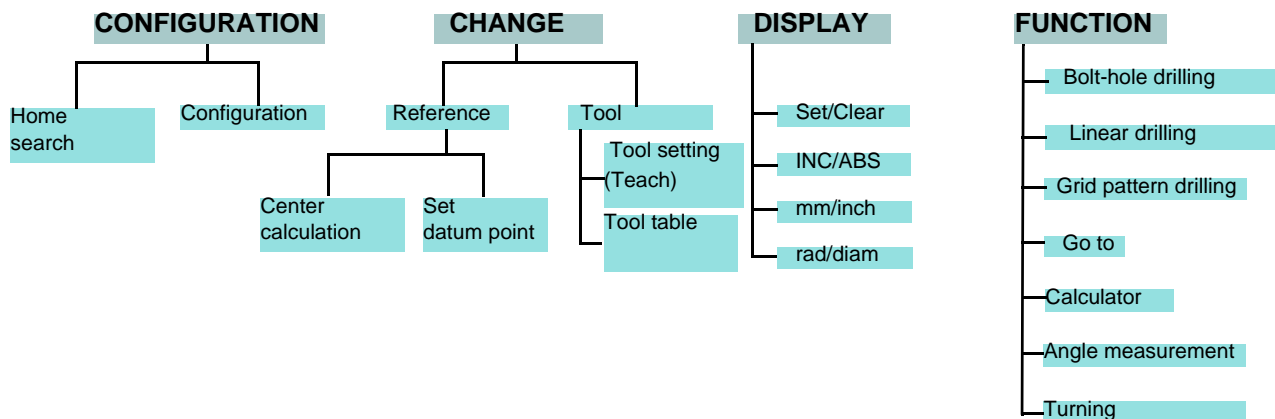 CONFIGURATION
Home
search
Configuration
CHANGE
Reference
Center
calculation
Set
datum point
Tool
Tool setting
(Teach)
Tool table
DISPLAY
Set/Clear
INC/ABS
mm/inch
rad/diam
FUNCTION
Bolt-hole drilling
Linear drilling
Grid pattern drilling
Go to
Calculator
Angle measurement
Turning